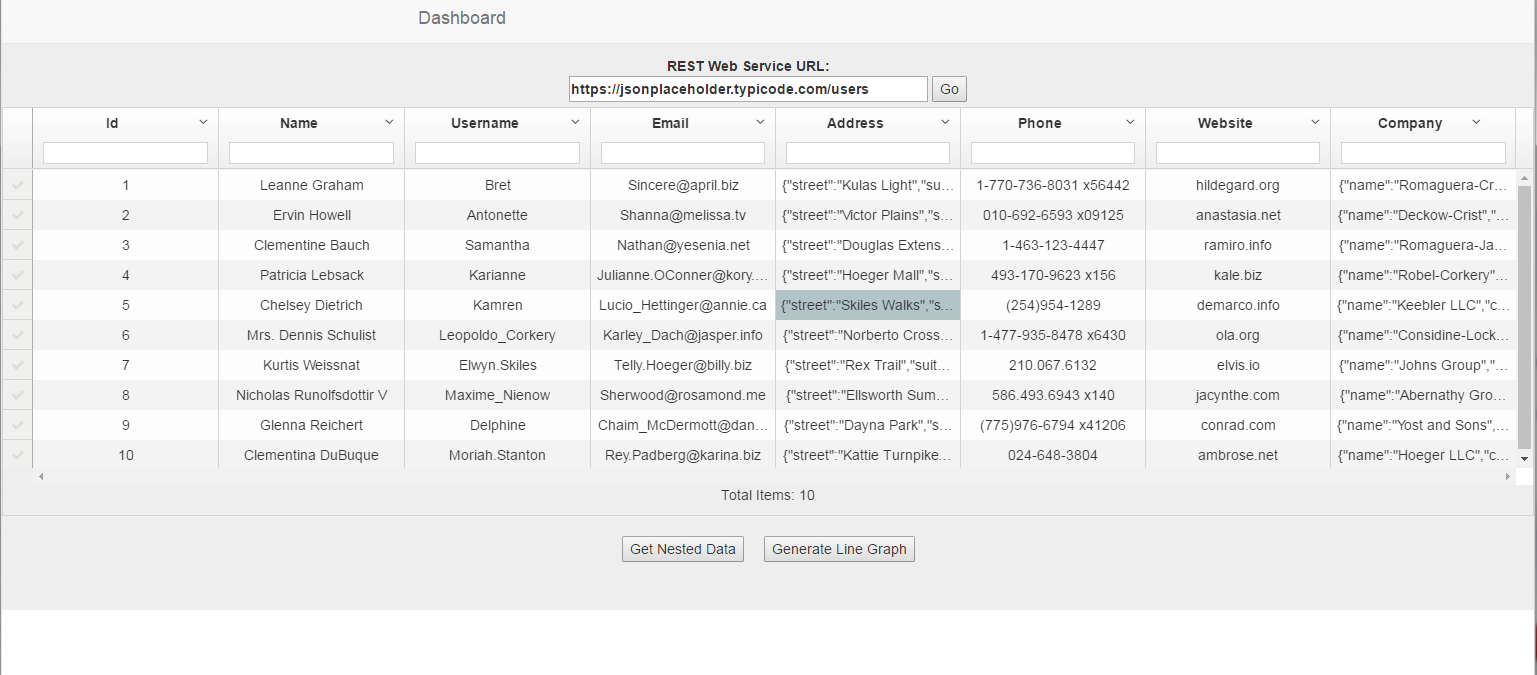 Dashboard
REST Web Service URL:
https://jsonplaceholder.typicode.com/users Go
Id Name Username Email Address Phone Website Company
1 Leanne Graham Bret Sincere@april.biz {"street":"Kulas Light","su... 1-770-736-8031 x56442 hildegard.org {"name":"Romaguera-Cr...
2 Ervin Howell Antonette Shanna@melissa.tv {"street":"Victor Plains","s... 010-692-6593 x09125 anastasia.net {"name":"Deckow-Crist","...
3 Clementine Bauch Samantha Nathan@yesenia.net {"street":"Douglas Extens... 1-463-123-4447 ramiro.info {"name":"Romaguera-Ja...
4 Patricia Lebsack Karianne Julianne.OConner@kory.... {"street":"Hoeger Mall","s... 493-170-9623 x156 kale.biz {"name":"Robel-Corkery"...
5 Chelsey Dietrich Kamren Lucio_Hettinger@annie.ca {"street":"Skiles Walks","s... (254)954-1289 demarco.info {"name":"Keebler LLC","c...
6 Mrs. Dennis Schulist Leopoldo_Corkery Karley_Dach@jasper.info {"street":"Norberto Cross... 1-477-935-8478 x6430 ola.org {"name":"Considine-Lock...
7 Kurtis Weissnat Elwyn.Skiles Telly.Hoeger@billy.biz {"street":"Rex Trail","suit... 210.067.6132 elvis.io {"name":"Johns Group","...
8 Nicholas Runolfsdottir V Maxime_Nienow Sherwood@rosamond.me {"street":"Ellsworth Sum... 586.493.6943 x140 jacynthe.com {"name":"Abernathy Gro...
9 Glenna Reichert Delphine Chaim_McDermott@dan... {"street":"Dayna Park","s... (775)976-6794 x41206 conrad.com {"name":"Yost and Sons",...
10 Clementina DuBuque Moriah.Stanton Rey.Padberg@karina.biz {"street":"Kattie Turnpike... 024-648-3804 ambrose.net {"name":"Hoeger LLC","c...
Total Items: 10
Get Nested Data Generate Line Graph